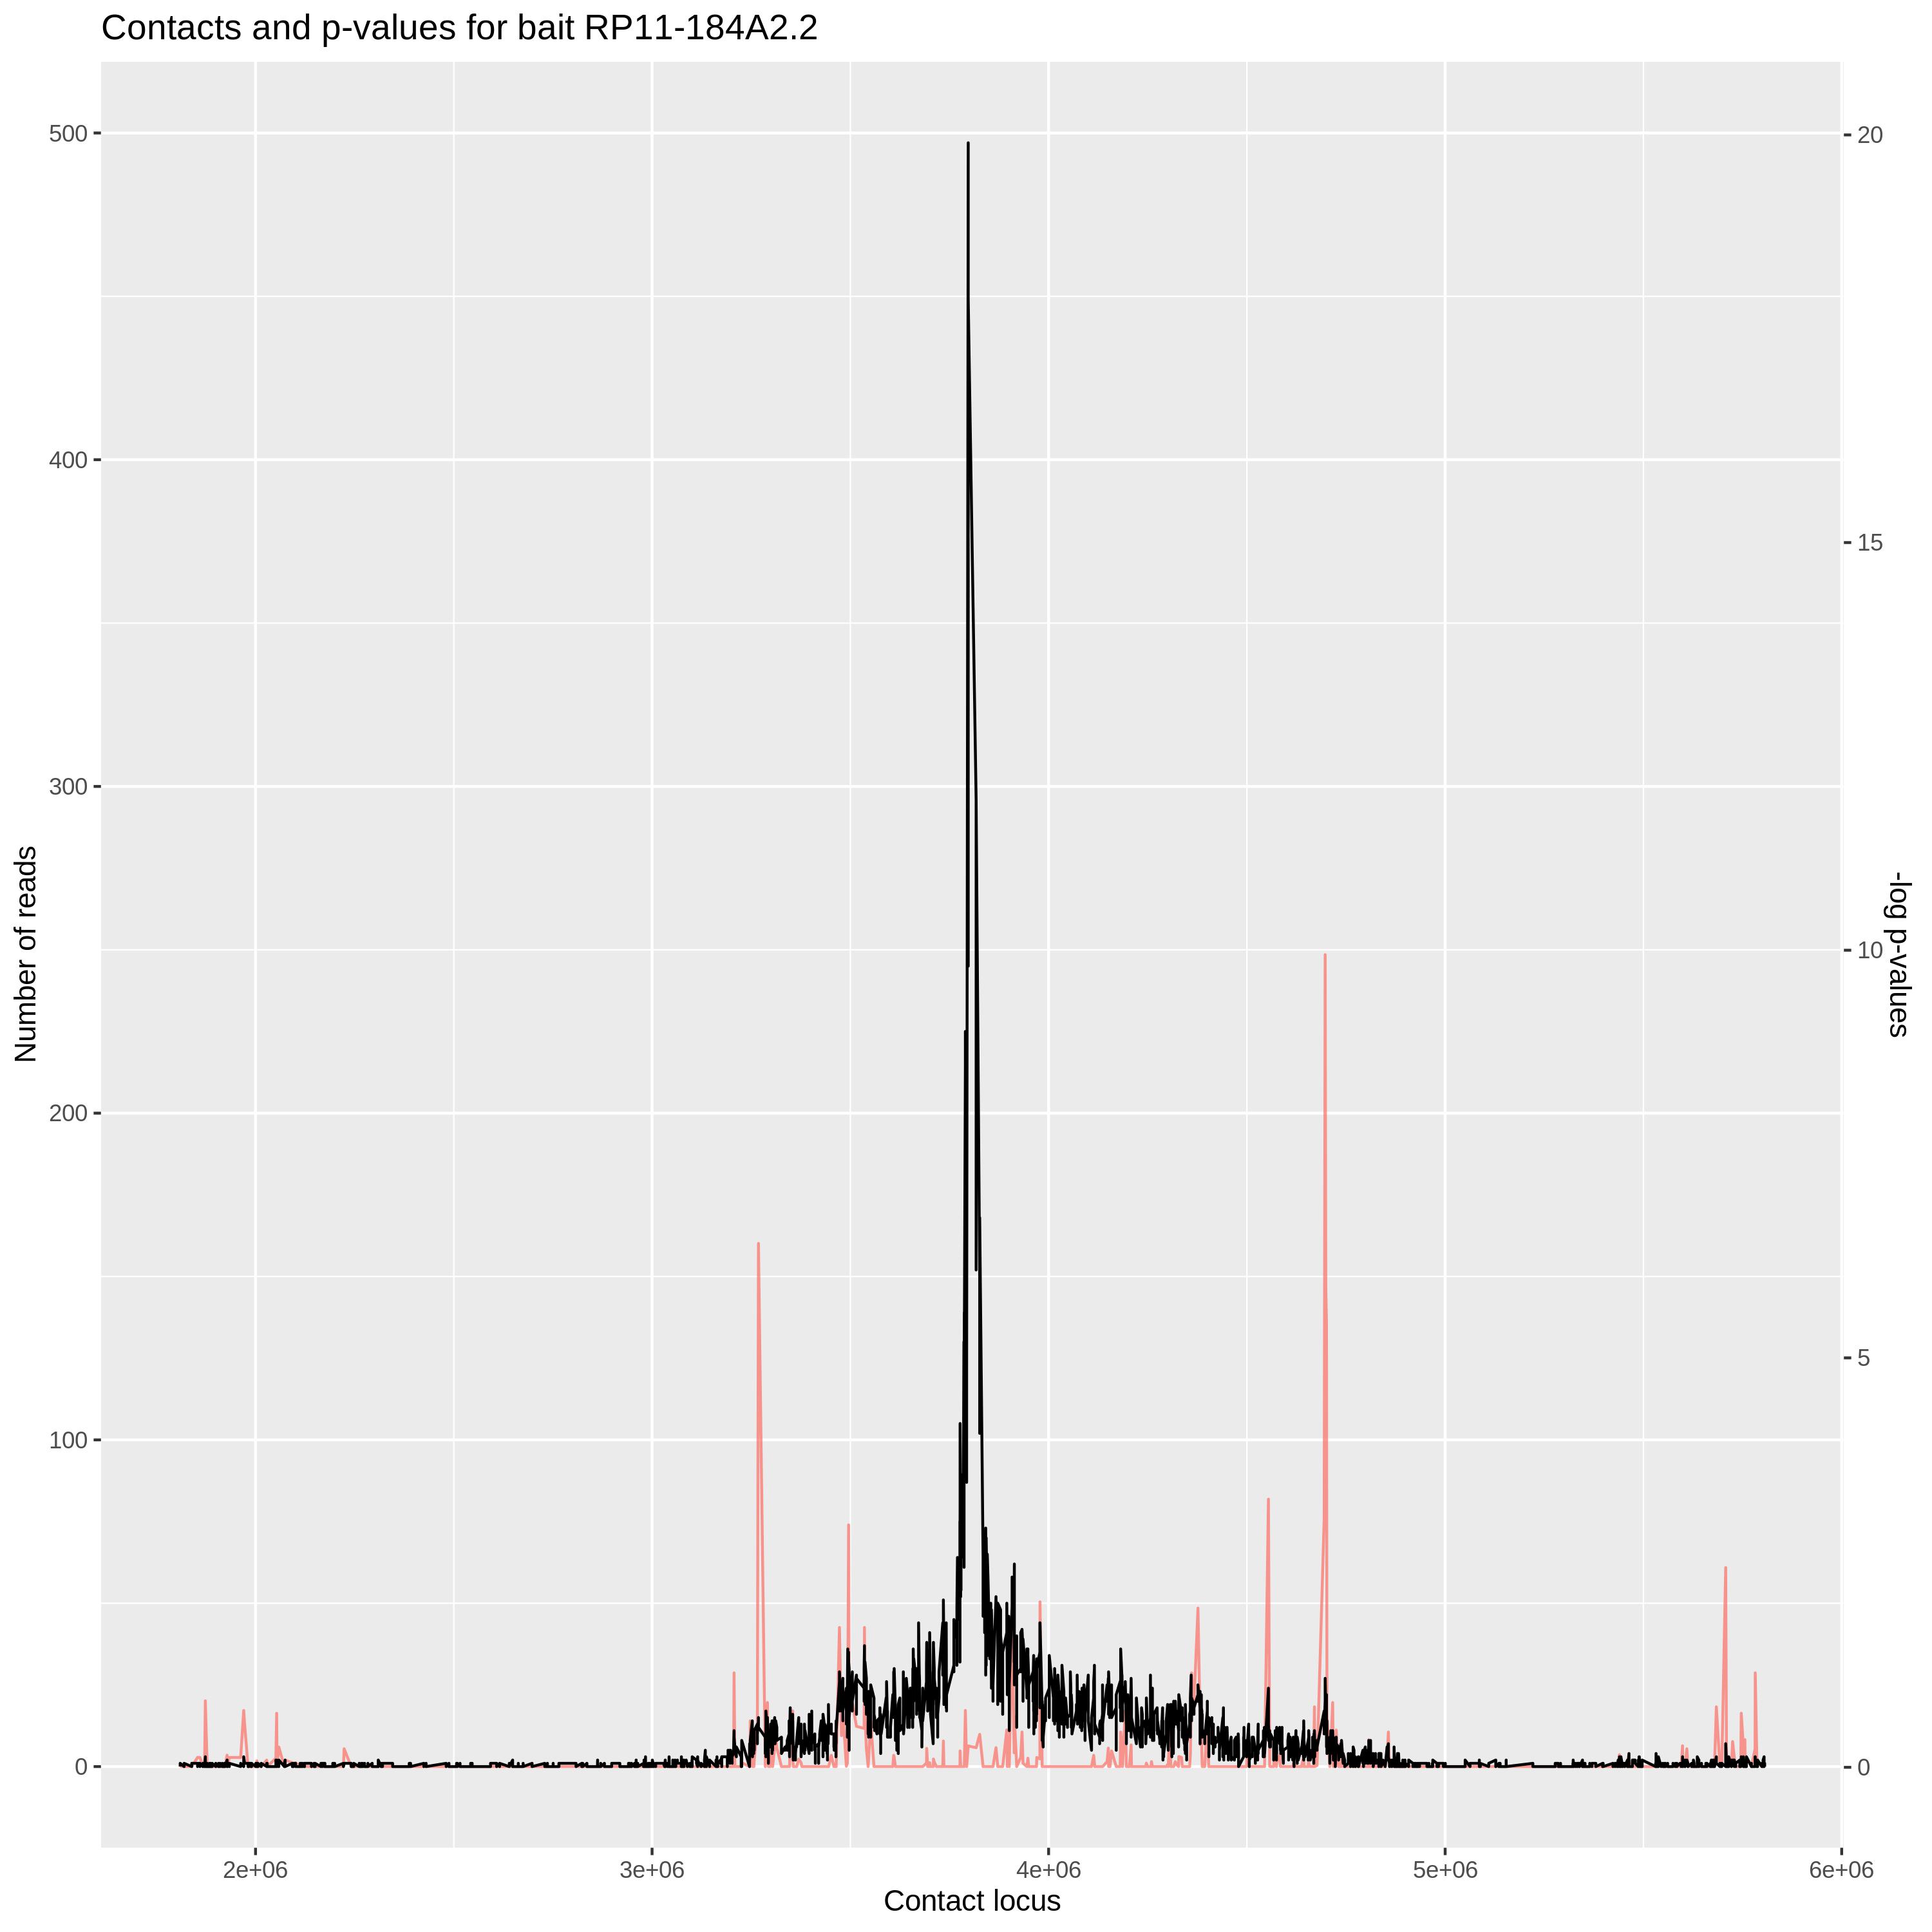 Contacts and p-values for bait RP11-184A2.2
500
400
300
200
100
0
Number of reads
20
15
10
5
0
-log p-values
2e+06
3e+06
4e+06
5e+06
6e+06
Contact locus